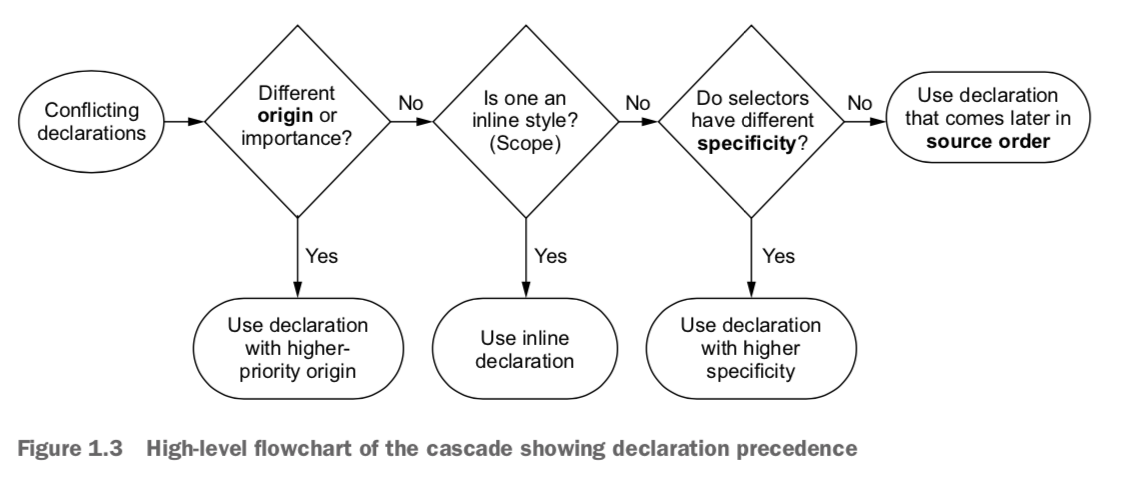 Conflicting
declarations
Different
origin or
importance?
No
Is one an
inline style?
(Scope)
No
Do selectors
have different
specificity?
No
Use declaration
that comes later in
source order
Yes
Yes
Yes
Use declaration
with higher-
priority origin
Use inline
declaration
Use declaration
with higher
specificity
Figure 1.3 High-level flowchart of the cascade showing declaration precedence